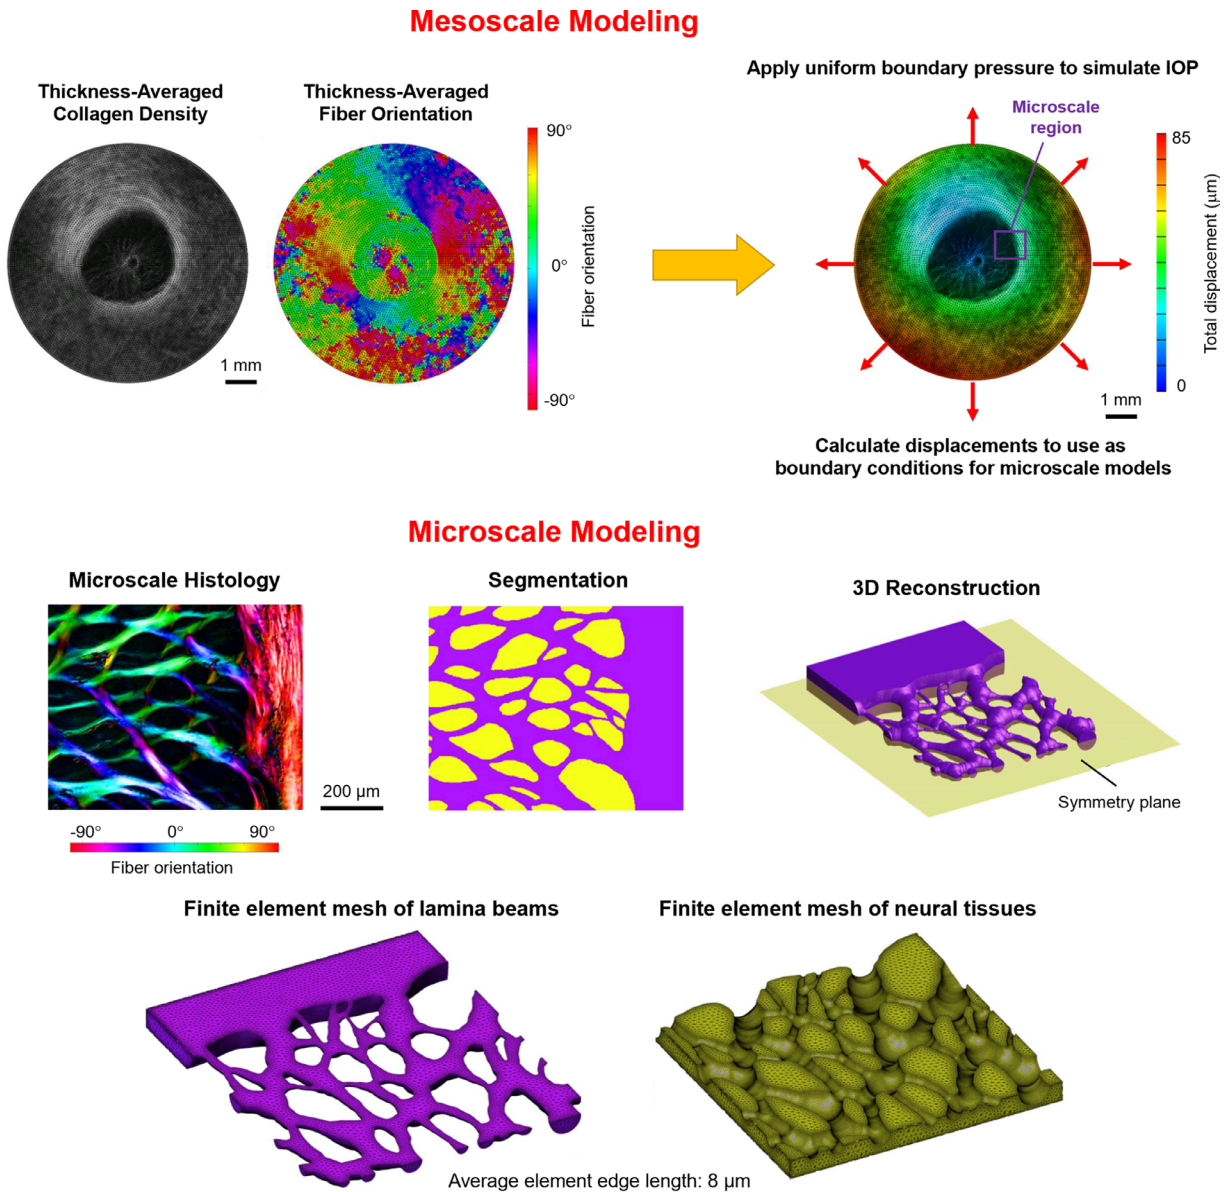 Mesoscale Modeling
Thickness-Averaged
Collagen Density
Thickness-Averaged
Fiber Orientation
90°
0°
-90°
Fiber orientation
1 mm
Apply uniform boundary pressure to simulate IOP
Microscale
region
85
0
Total displacement (μm)
1 mm
Calculate displacements to use as
boundary conditions for microscale models
Microscale Modeling
Microscale Histology
200 μm
-90° 0° 90°
Fiber orientation
Segmentation
3D Reconstruction
Symmetry plane
Finite element mesh of lamina beams
Finite element mesh of neural tissues
Average element edge length: 8 μm